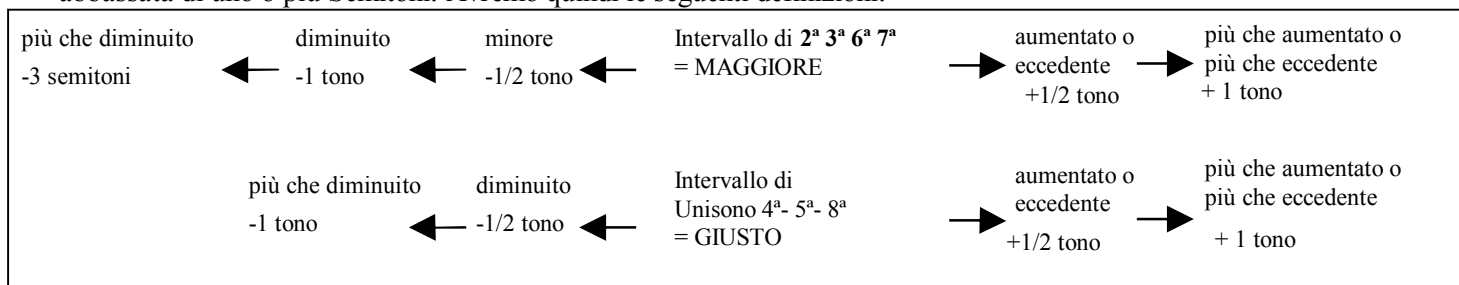 più che diminuito
-3 semitoni
diminuito
-1 tono
minore
-1/2 tono
Intervallo di 2ª 3ª 6ª 7ª
= MAGGIORE
aumentato o
eccedente
+1/2 tono
più che aumentato o
più che eccedente
+ 1 tono
più che diminuito
-1 tono
diminuito
-1/2 tono
Intervallo di
Unisono 4ª- 5ª- 8ª
= GIUSTO
aumentato o
eccedente
+1/2 tono
più che aumentato o
più che eccedente
+ 1 tono